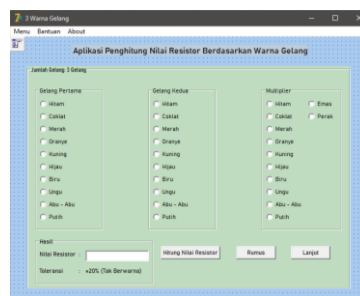 3 Warna Gelang
Menu Bantuan About
Aplikasi Penghitung Nilai Resistor Berdasarkan Warna Gelang
Jumlah Gelang: 3 Gelang
Gelang Pertama
Hitam
Coklat
Merah
Oranye
Kuning
Hijau
Biru
Ungu
Abu - Abu
Putih
Gelang Kedua
Hitam
Coklat
Merah
Oranye
Kuning
Hijau
Biru
Ungu
Abu - Abu
Putih
Multiplier
Hitam Emas
Coklat Perak
Merah
Oranye
Kuning
Hijau
Biru
Ungu
Abu - Abu
Putih
Hasil
Nilai Resistor :
Toleransi : ±20% (Tak Berwarna)
Hitung Nilai Resistor Rumus Lanjut